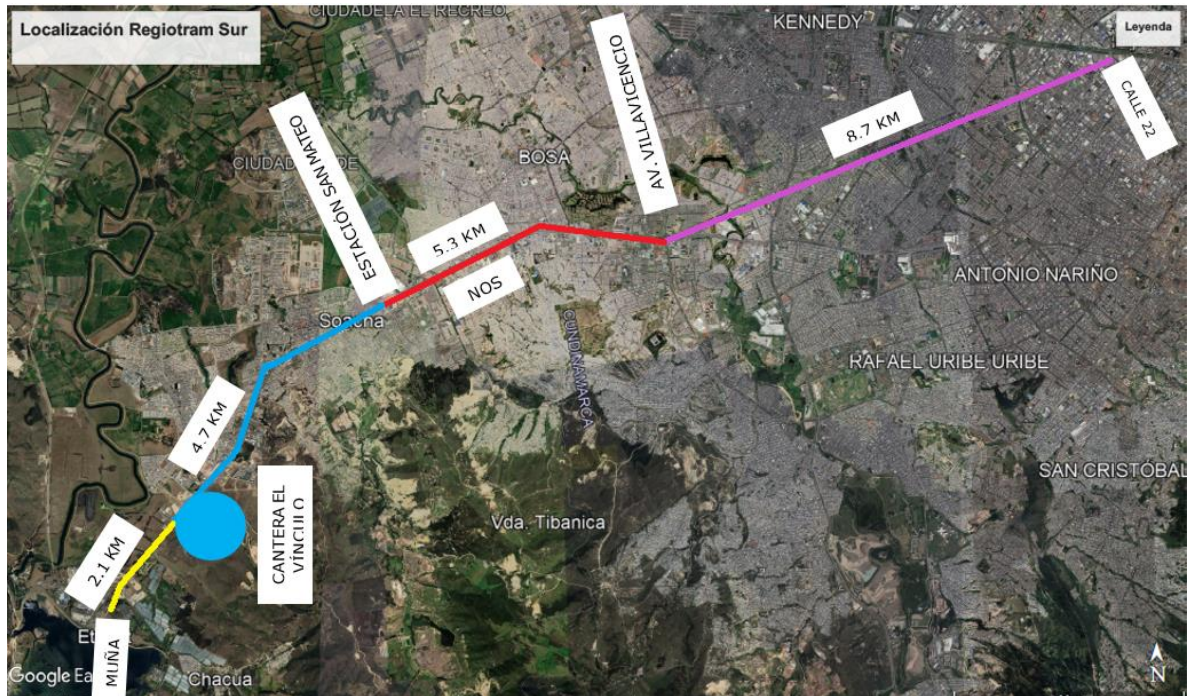 Localización Regiotram Sur
CIUDADELA EL RECREO
KENNEDY
Leyenda
CALLE 22
8.7 KM
AV. VILLAVICENCIO
BOSA
ESTACIÓN SAN MATEO
5.3 KM
NOS
ANTONIO NARIÑO
Soacha
CUNDINAMARCA
RAFAEL URIBE URIBE
4.7 KM
SAN CRISTÓBAL
CANTERA EL
VÍNCULO
Vda. Tibanica
2.1 KM
MUÑA
Google Ea
Chacua
N